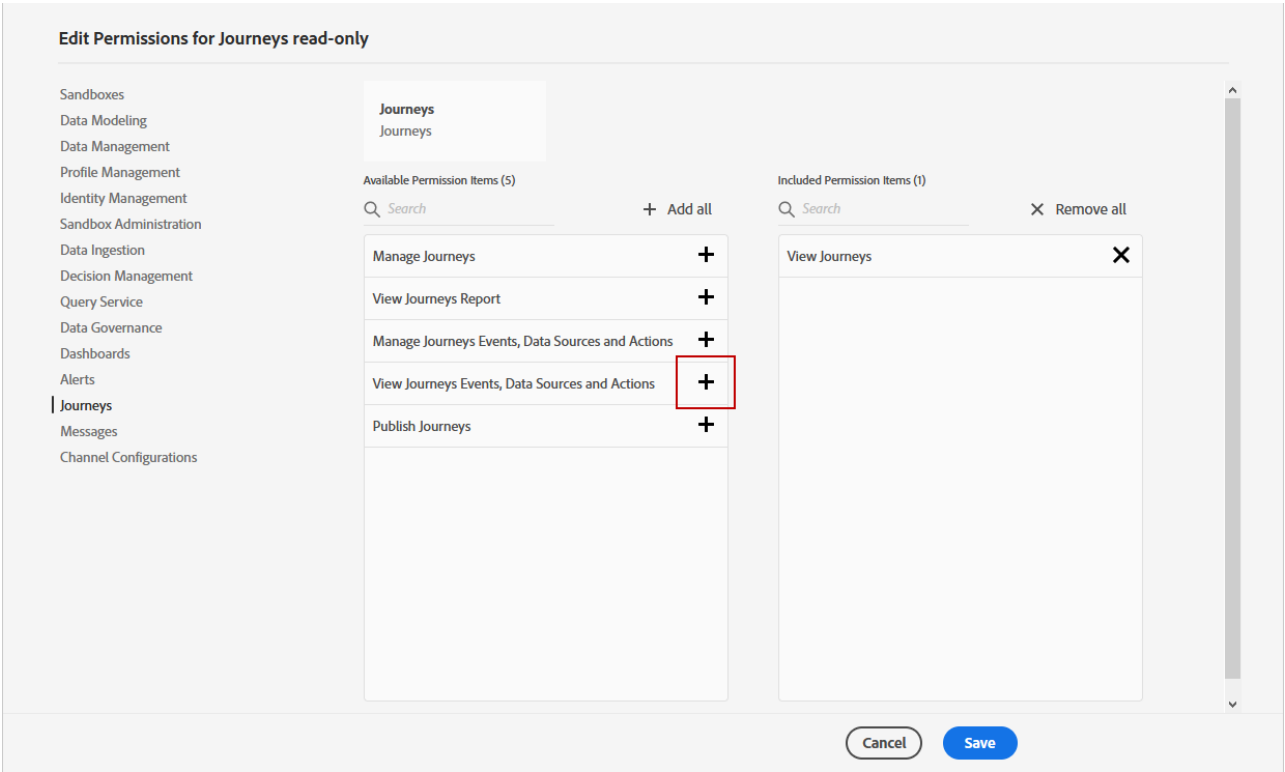 Edit Permissions for Journeys read-only
Sandboxes
Data Modeling
Data Management
Profile Management
Identity Management
Sandbox Administration
Data Ingestion
Decision Management
Query Service
Data Governance
Dashboards
Alerts
Journeys
Messages
Channel Configurations
Journeys
Journeys
Available Permission Items (5)
Search
Add all
Manage Journeys
View Journeys Report
Manage Journeys Events, Data Sources and Actions
View Journeys Events, Data Sources and Actions
Publish Journeys
Included Permission Items (1)
Search
Remove all
View Journeys
Cancel
Save